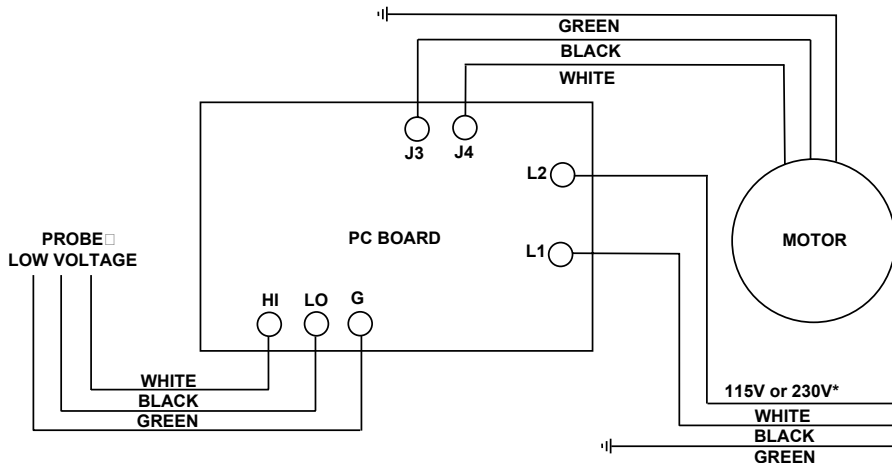 GREEN
BLACK
WHITE
J3
J4
L2
PROBE□
LOW VOLTAGE
PC BOARD
MOTOR
L1
HI
LO
G
WHITE
BLACK
GREEN
115V or 230V*
WHITE
BLACK
GREEN